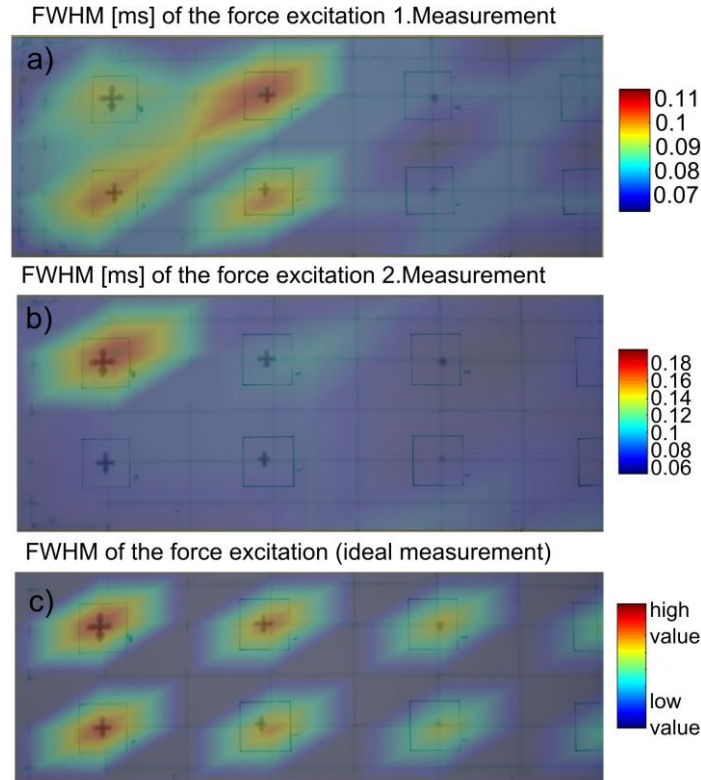 FWHM [ms] of the force excitation 1.Measurement
a)
0.11
0.1
0.09
0.08
0.07
FWHM [ms] of the force excitation 2.Measurement
b)
0.18
0.16
0.14
0.12
0.1
0.08
0.06
FWHM of the force excitation (ideal measurement)
c)
high
value
low
value